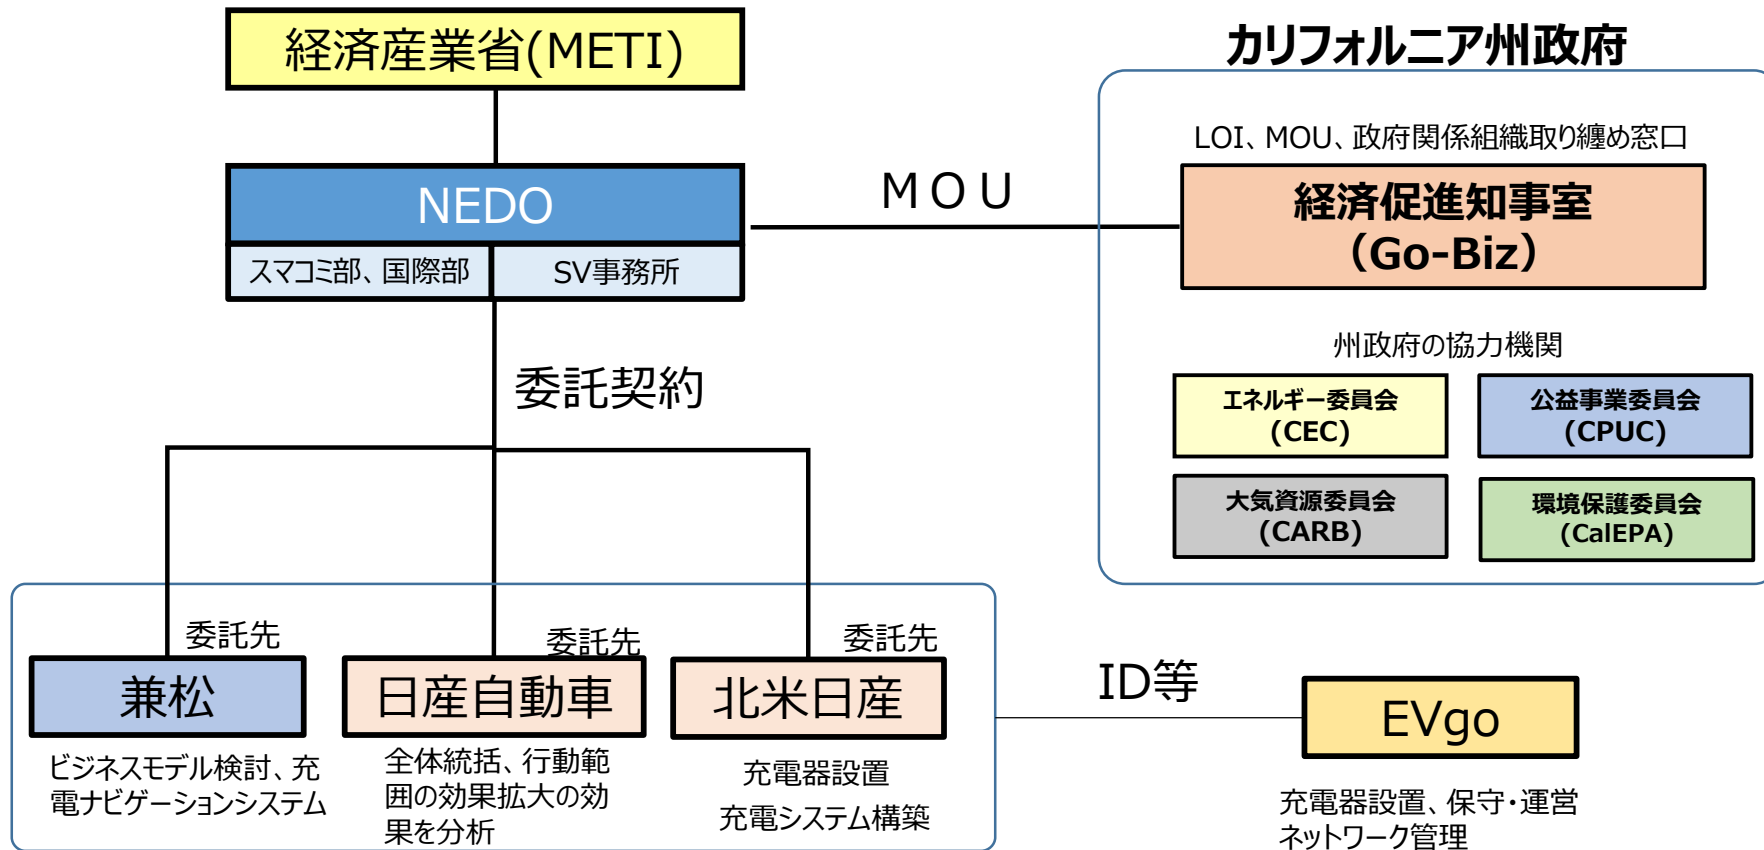 経済産業省(METI)
カリフォルニア州政府
LOI、MOU、政府関係組織取り纏め窓口
NEDO
スマコミ部、国際部
SV事務所
ＭＯＵ
経済促進知事室
（Go-Biz）
州政府の協力機関
エネルギー委員会
(CEC)
公益事業委員会
(CPUC)
大気資源委員会
(CARB)
環境保護委員会
(CalEPA)
委託契約
委託先
兼松
ビジネスモデル検討、充
電ナビゲーションシステム
委託先
日産自動車
全体統括、行動範
囲の効果拡大の効
果を分析
委託先
北米日産
充電器設置
充電システム構築
ID等
EVgo
充電器設置、保守・運営
ネットワーク管理